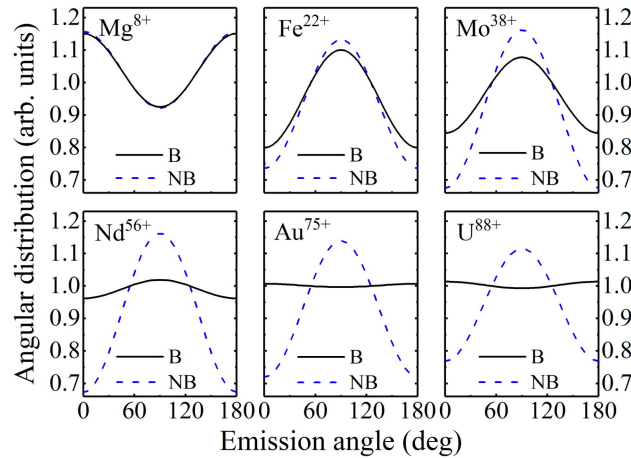 Mg8+
Fe22+
Mo38+
1.2
1.1
1.0
0.9
0.8
0.7
B
NB
B
NB
B
NB
1.2
1.1
1.0
0.9
0.8
0.7
Nd56+
Au75+
U88+
1.2
1.1
1.0
0.9
0.8
0.7
B
NB
B
NB
B
NB
1.2
1.1
1.0
0.9
0.8
0.7
0 60 120 180
0 60 120 180
0 60 120 180
Angular distribution (arb. units)
Emission angle (deg)